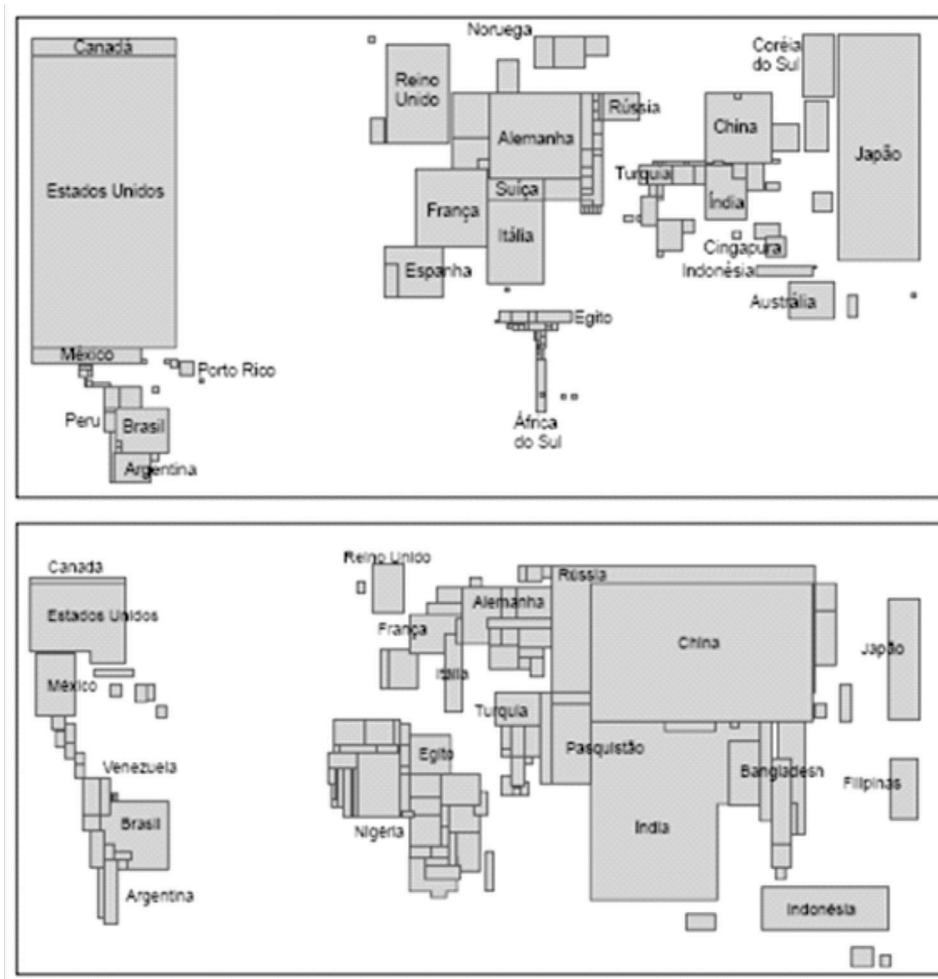 Canadá
Noruega
Coréia
do Sul
Reino
Unido
Rússia
Alemanha
China
Japão
Estados Unidos
Turquia
Suíça
Índia
França
Itália
Cingapura
Espanha
Indonésia
Austrália
Egito
México
Porto Rico
Peru
Brasil
África
do Sul
Argentina
Reino Unido
Canadá
Rússia
Alemanha
Estados Unidos
França
China
Japão
Itália
México
Turquia
Pasquistão
Egito
Venezuela
Bangladesh
Filipinas
Brasil
Nigéria
Índia
Argentina
Indonésia